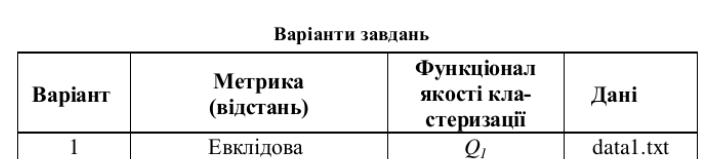 Варіанти завдань
Варіант Метрика (відстань) Функціонал якості кла-стеризації Дані
1 Евклідова Q1 data1.txt